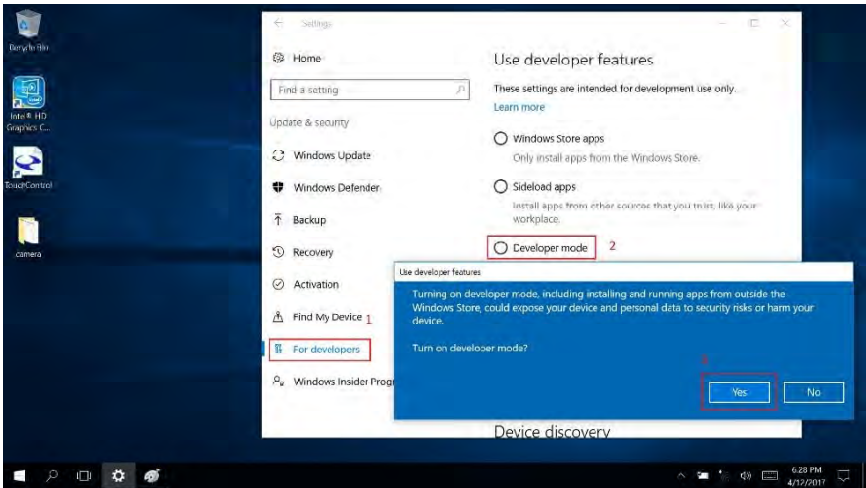 Recycle Bin
Intel® HD
Graphics C...
TouchControl
camera
Settings
Home
Find a setting
Update & security
Windows Update
Windows Defender
Backup
Recovery
Activation
Find My Device
1
For developers
Windows Insider Progr
Use developer features
These settings are intended for development use only.
Learn more
Windows Store apps
Only install apps from the Windows Store.
Sideload apps
Install apps from other sources that you trust, like your
workplace.
Developer mode
2
Use developer features
Turning on developer mode, including installing and running apps from outside the
Windows Store, could expose your device and personal data to security risks or harm your
device.
Turn on developer mode?
Yes
No
Device discovery
6:28 PM
4/12/2017